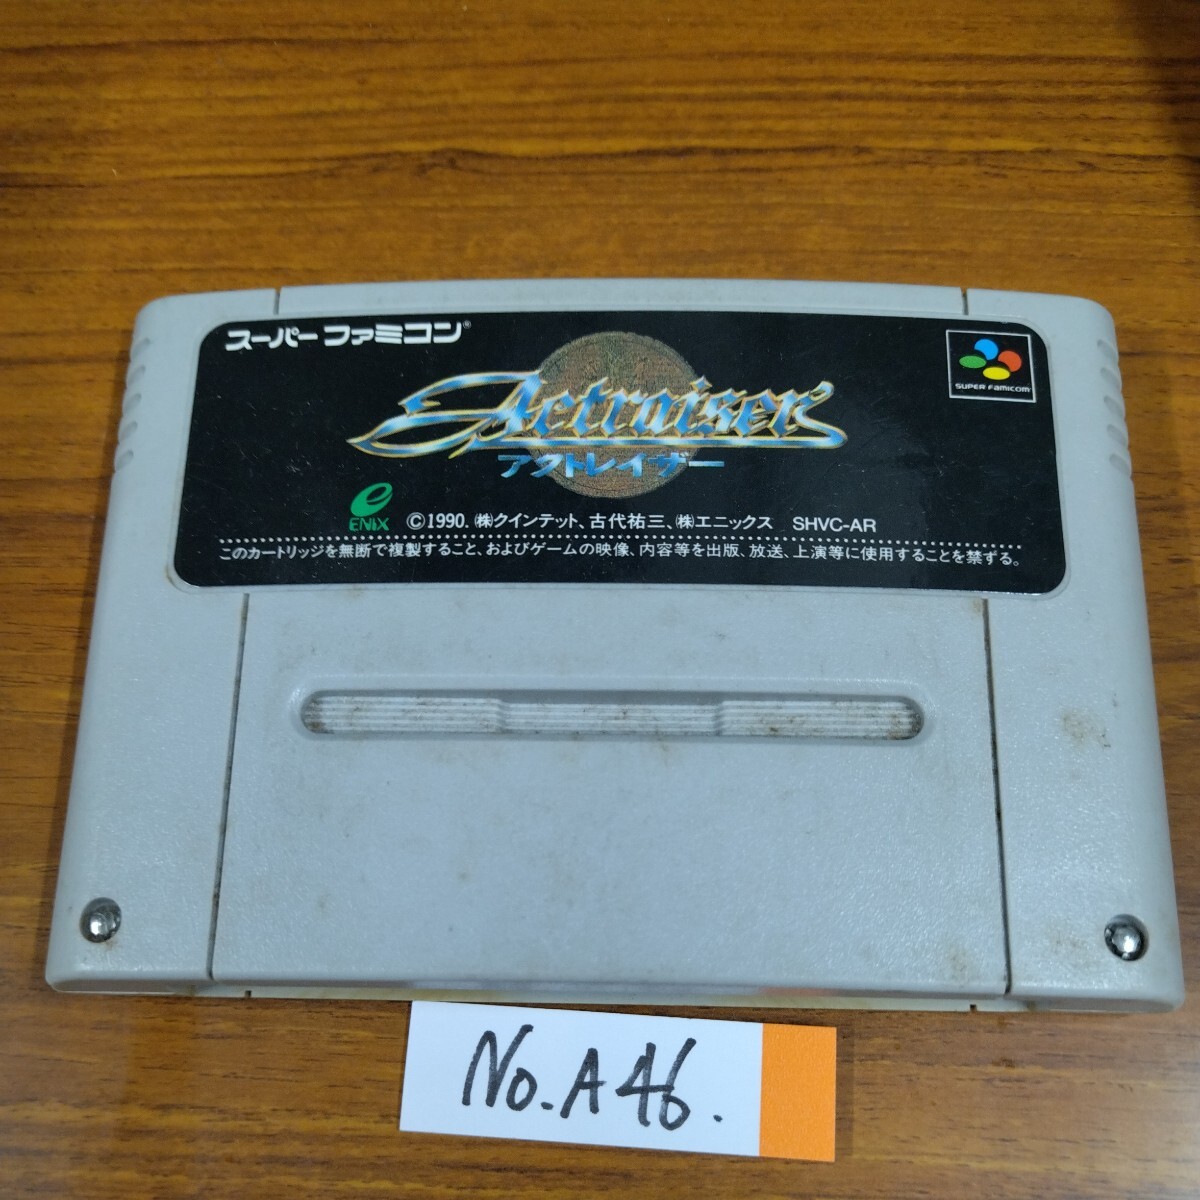 スーパーファミコン®
SUPER FAMICOM
Actraiser
アクトレイザー
ENIX
©1990. ㈱クインテット、古代祐三、㈱エニックス SHVC-AR
このカートリッジを無断で複製すること、およびゲームの映像、内容等を出版、放送、上演等に使用することを禁ずる。
No. A46.